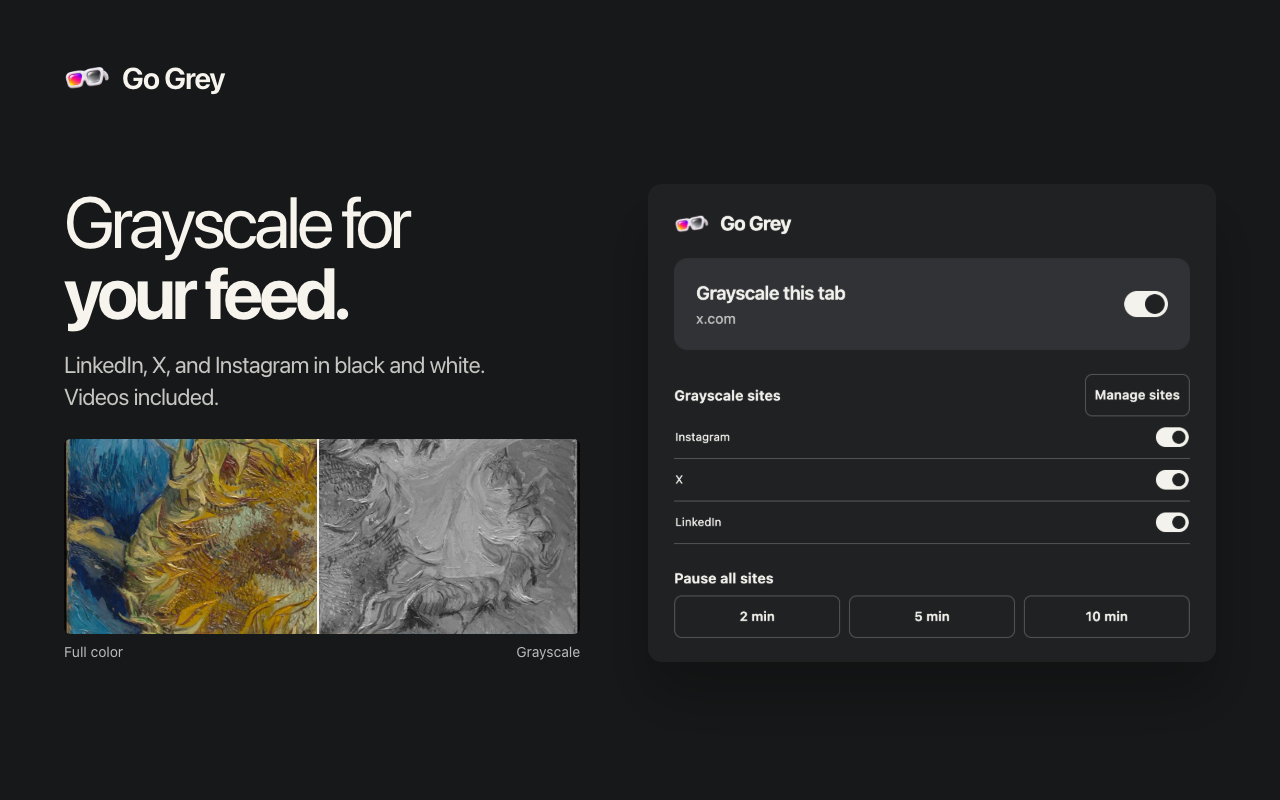 Go Grey
Grayscale for
your feed.
LinkedIn, X, and Instagram in black and white.
Videos included.
Full color
Grayscale
Go Grey
Grayscale this tab
x.com
Grayscale sites
Manage sites
Instagram
X
LinkedIn
Pause all sites
2 min
5 min
10 min